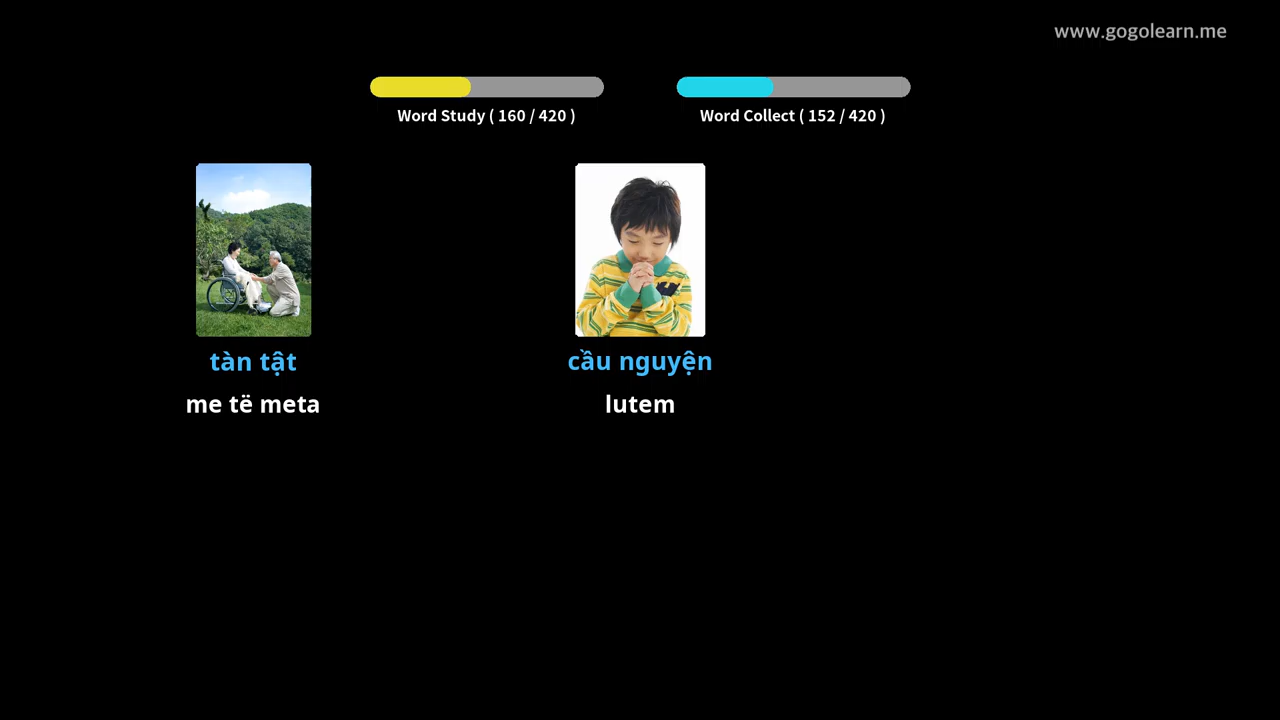 www.gogolearn.me
Word Study ( 160 / 420 )
Word Collect ( 152 / 420 )
tàn tật
cầu nguyện
me të meta
lutem